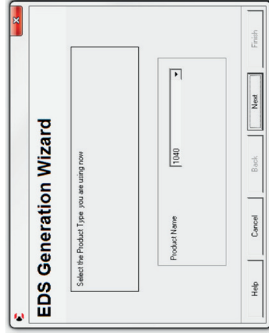 EDS Generation Wizard
Select the Product Type you are using now
Product Name
1040
Help
Cancel
Back
Next
Finish